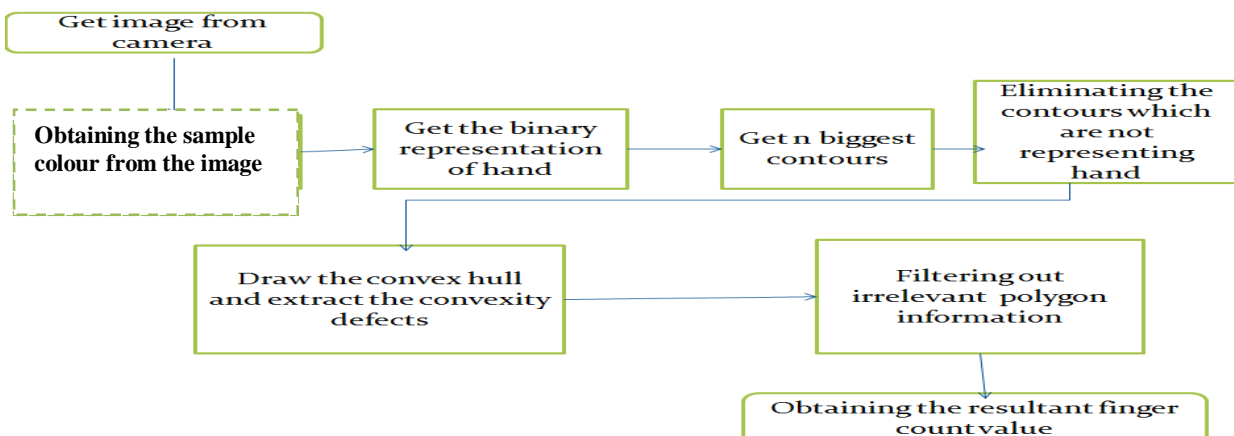 Get image from
camera
Obtaining the sample
colour from the image
Get the binary
representation
of hand
Get n biggest
contours
Eliminating the
contours which
are not
representing
hand
Draw the convex hull
and extract the convexity
defects
Filtering out
irrelevant polygon
information
Obtaining the resultant finger
count value